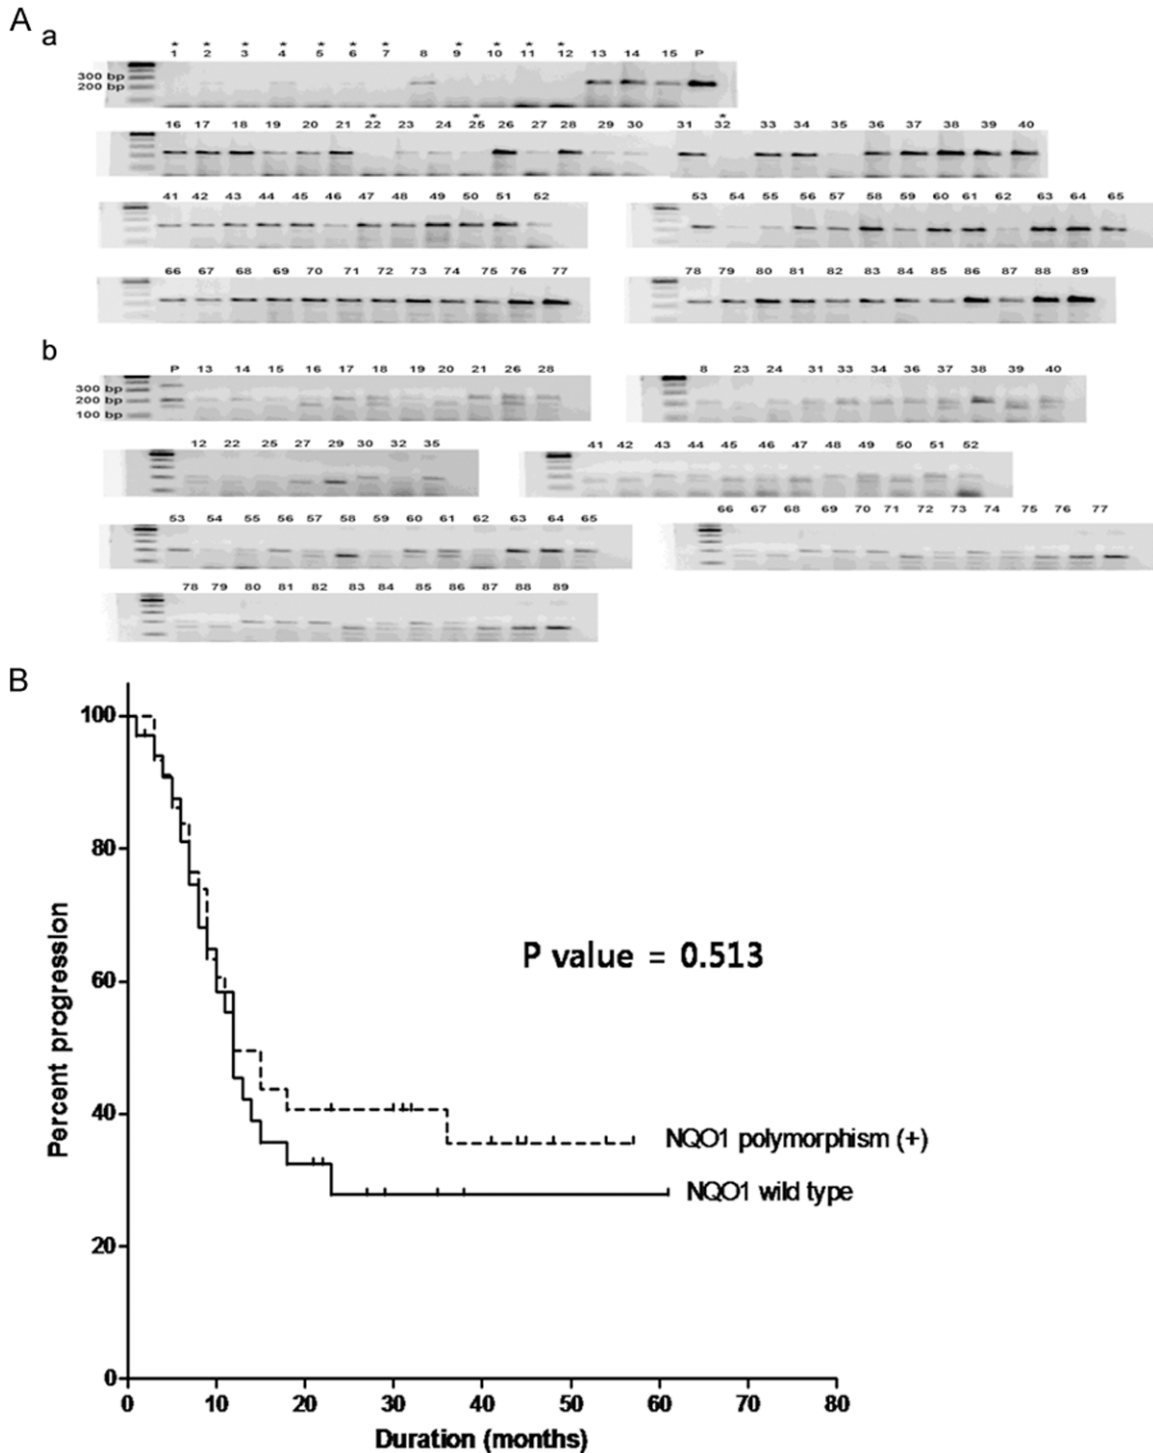 A
a
* * * * * * * * * * *
1 2 3 4 5 6 7 8 9 10 11 12 13 14 15 P
300 bp
200 bp
* * *
16 17 18 19 20 21 22 23 24 25 26 27 28 29 30 31 32 33 34 35 36 37 38 39 40
41 42 43 44 45 46 47 48 49 50 51 52 53 54 55 56 57 58 59 60 61 62 63 64 65
66 67 68 69 70 71 72 73 74 75 76 77 78 79 80 81 82 83 84 85 86 87 88 89
b
P 13 14 15 16 17 18 19 20 21 26 28 8 23 24 31 33 34 36 37 38 39 40
300 bp
200 bp
100 bp
12 22 25 27 29 30 32 35 41 42 43 44 45 46 47 48 49 50 51 52
53 54 55 56 57 58 59 60 61 62 63 64 65 66 67 68 69 70 71 72 73 74 75 76 77
78 79 80 81 82 83 84 85 86 87 88 89
B
100
80
60
40
20
0
Percent progression
P value = 0.513
NQO1 polymorphism (+)
NQO1 wild type
0 10 20 30 40 50 60 70 80
Duration (months)